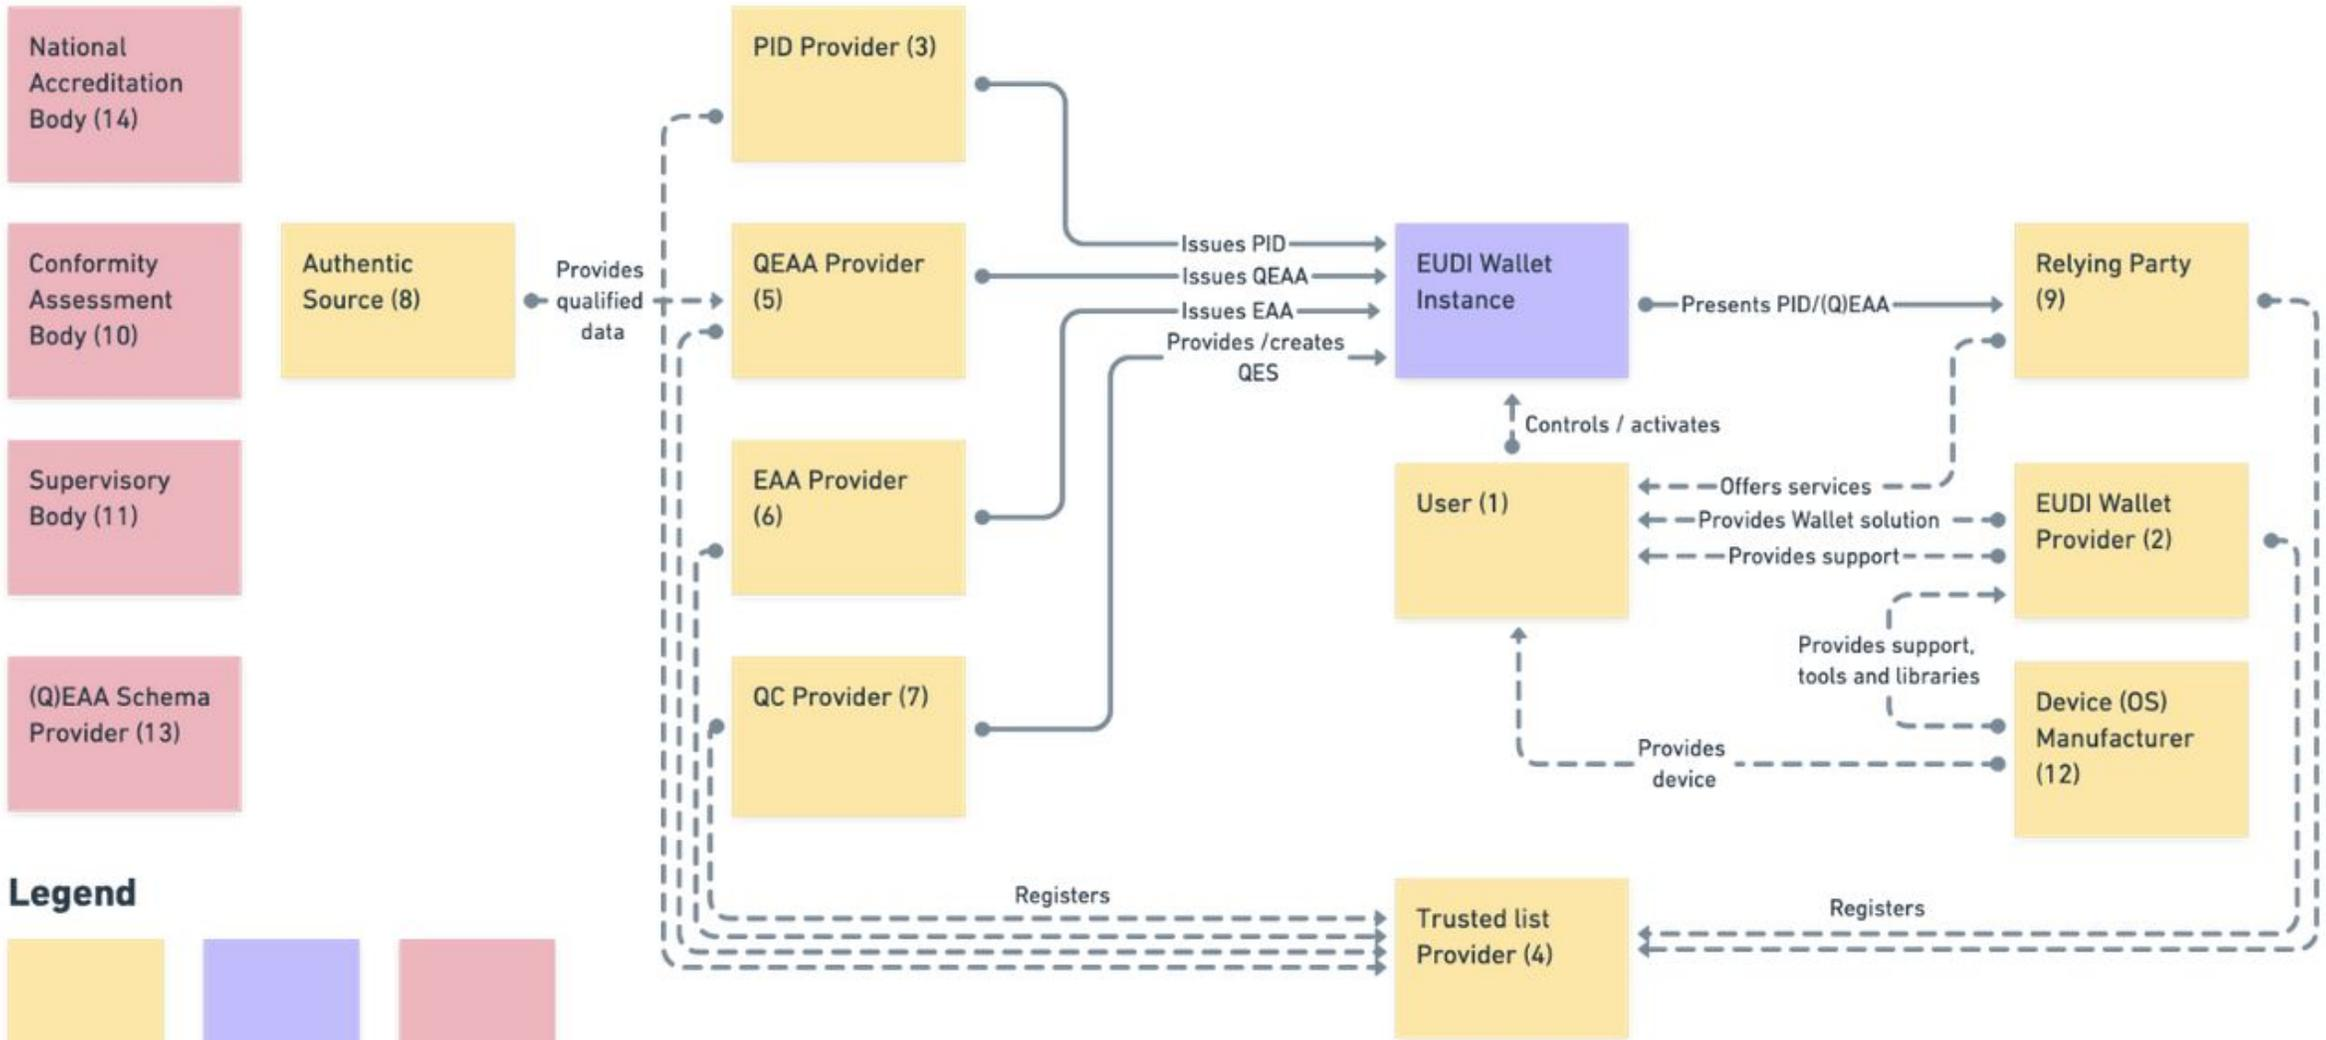 National
Accreditation
Body (14)
Conformity
Assessment
Body (10)
Supervisory
Body (11)
(Q)EAA Schema
Provider (13)
Authentic
Source (8)
Provides
qualified
data
PID Provider (3)
QEAA Provider
(5)
EAA Provider
(6)
QC Provider (7)
Issues PID
Issues QEAA
Issues EAA
Provides /creates
QES
EUDI Wallet
Instance
Presents PID/(Q)EAA
Relying Party
(9)
Controls / activates
User (1)
Offers services
Provides Wallet solution
Provides support
EUDI Wallet
Provider (2)
Provides support,
tools and libraries
Device (OS)
Manufacturer
(12)
Provides
device
Registers
Trusted list
Provider (4)
Registers
Legend